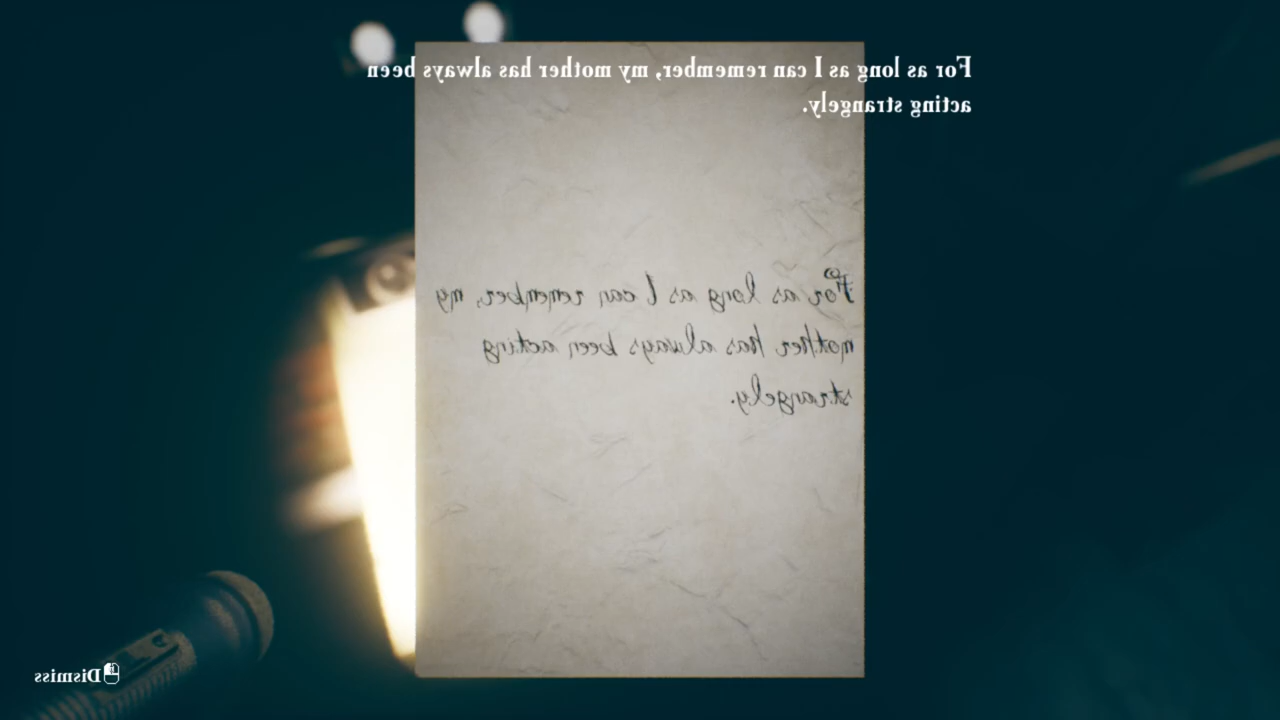 For as long as I can remember, my mother has always been
acting strangely.
For as long as I can remember, my
mother has always been acting
strangely.
Dismiss